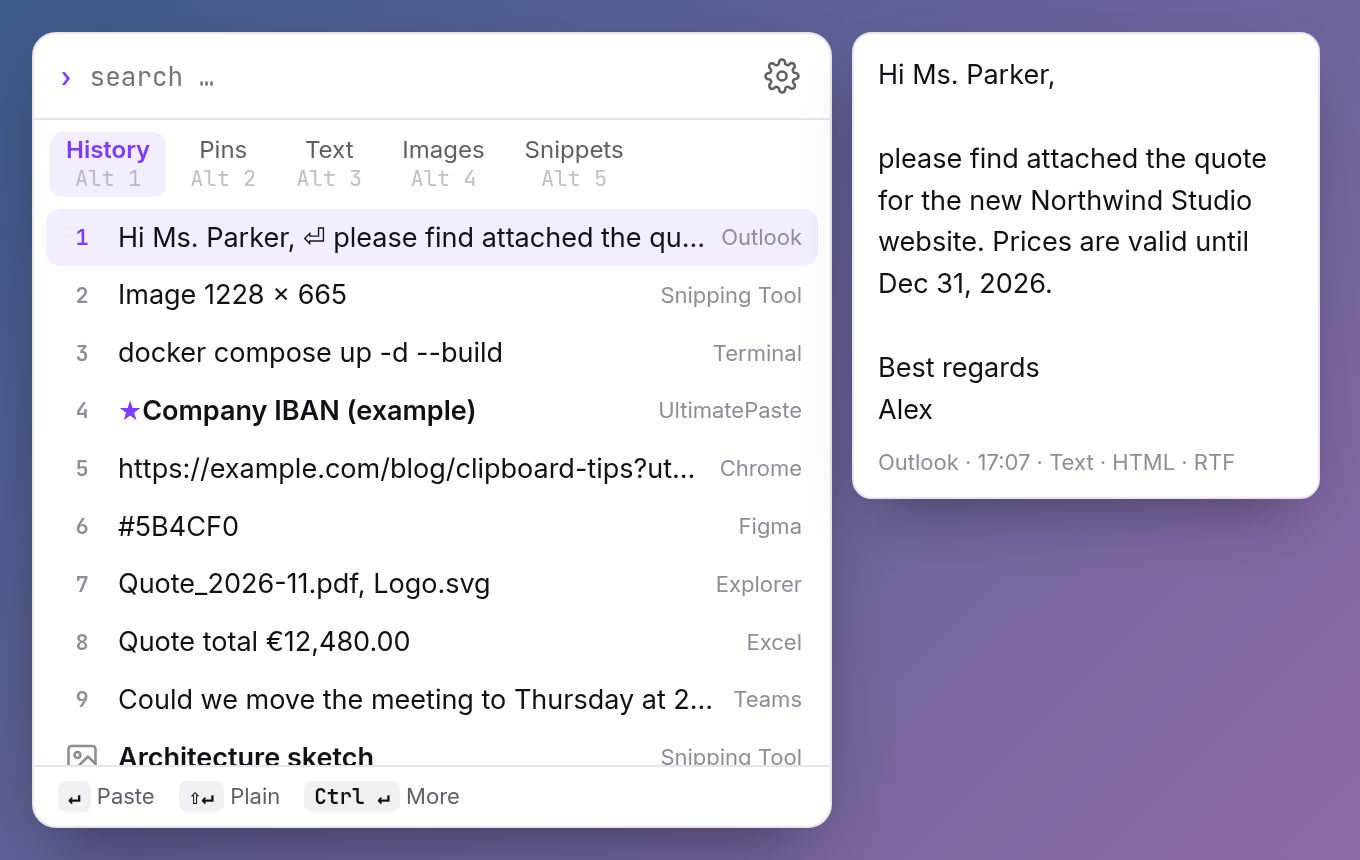 › search …
History Pins Text Images Snippets
Alt 1 Alt 2 Alt 3 Alt 4 Alt 5
1 Hi Ms. Parker, ⏎ please find attached the qu... Outlook
2 Image 1228 × 665 Snipping Tool
3 docker compose up -d --build Terminal
4 ★Company IBAN (example) UltimatePaste
5 https://example.com/blog/clipboard-tips?ut... Chrome
6 #5B4CF0 Figma
7 Quote_2026-11.pdf, Logo.svg Explorer
8 Quote total €12,480.00 Excel
9 Could we move the meeting to Thursday at 2... Teams
Architecture sketch Snipping Tool
↵ Paste ⇧↵ Plain Ctrl ↵ More
Hi Ms. Parker,
please find attached the quote
for the new Northwind Studio
website. Prices are valid until
Dec 31, 2026.
Best regards
Alex
Outlook · 17:07 · Text · HTML · RTF